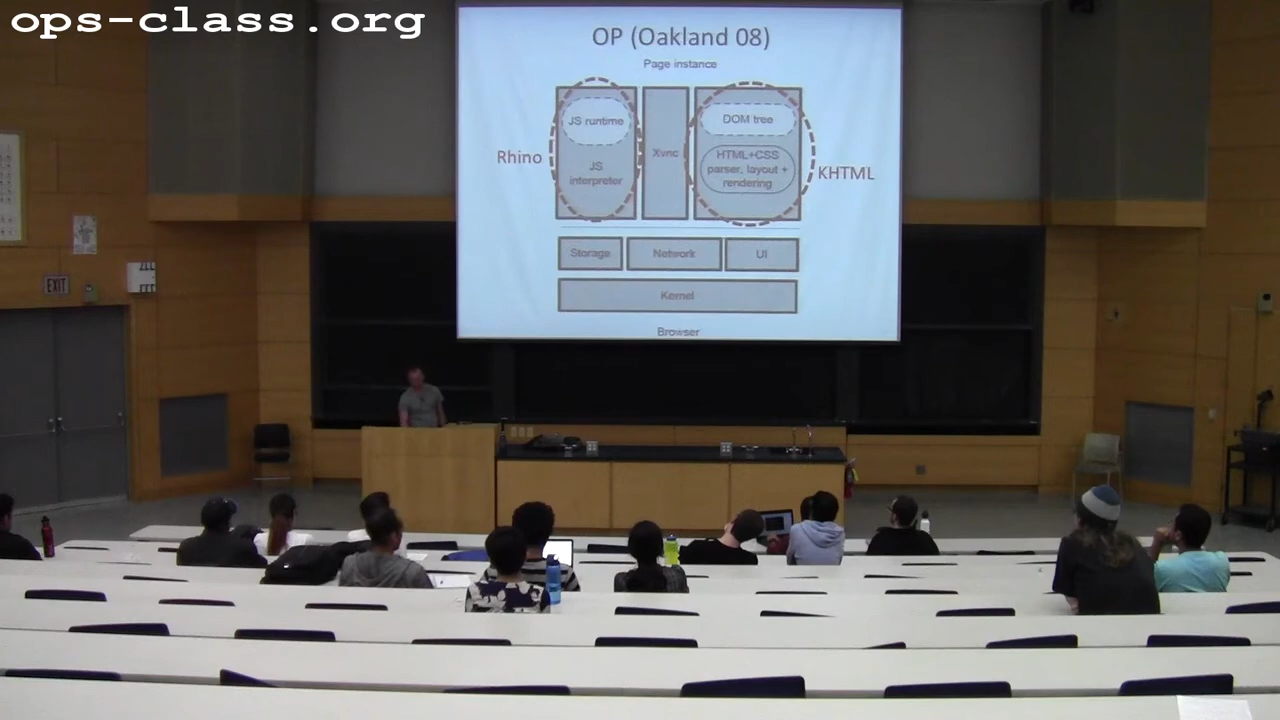 ops-class.org
OP (Oakland 08)
Page instance
JS runtime
JS
interpreter
Xvnc
DOM tree
HTML+CSS
parser, layout +
rendering
Rhino
KHTML
Storage
Network
UI
Kernel
Browser
EXIT